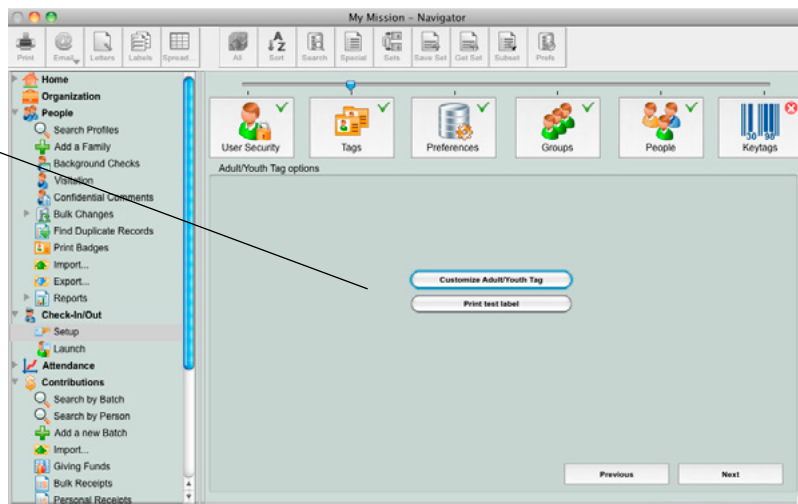 My Mission – Navigator
Print Email Letters Labels Spread... All Sort Search Special Sets Save Set Get Set Subset Prefs
Home
Organization
People
Search Profiles
Add a Family
Background Checks
Visitation
Confidential Comments
Bulk Changes
Find Duplicate Records
Print Badges
Import...
Export...
Reports
Check-In/Out
Setup
Launch
Attendance
Contributions
Search by Batch
Search by Person
Add a new Batch
Import...
Giving Funds
Bulk Receipts
Personal Receipts
User Security Tags Preferences Groups People Keytags
Adult/Youth Tag options
Customize Adult/Youth Tag
Print test label
Previous Next